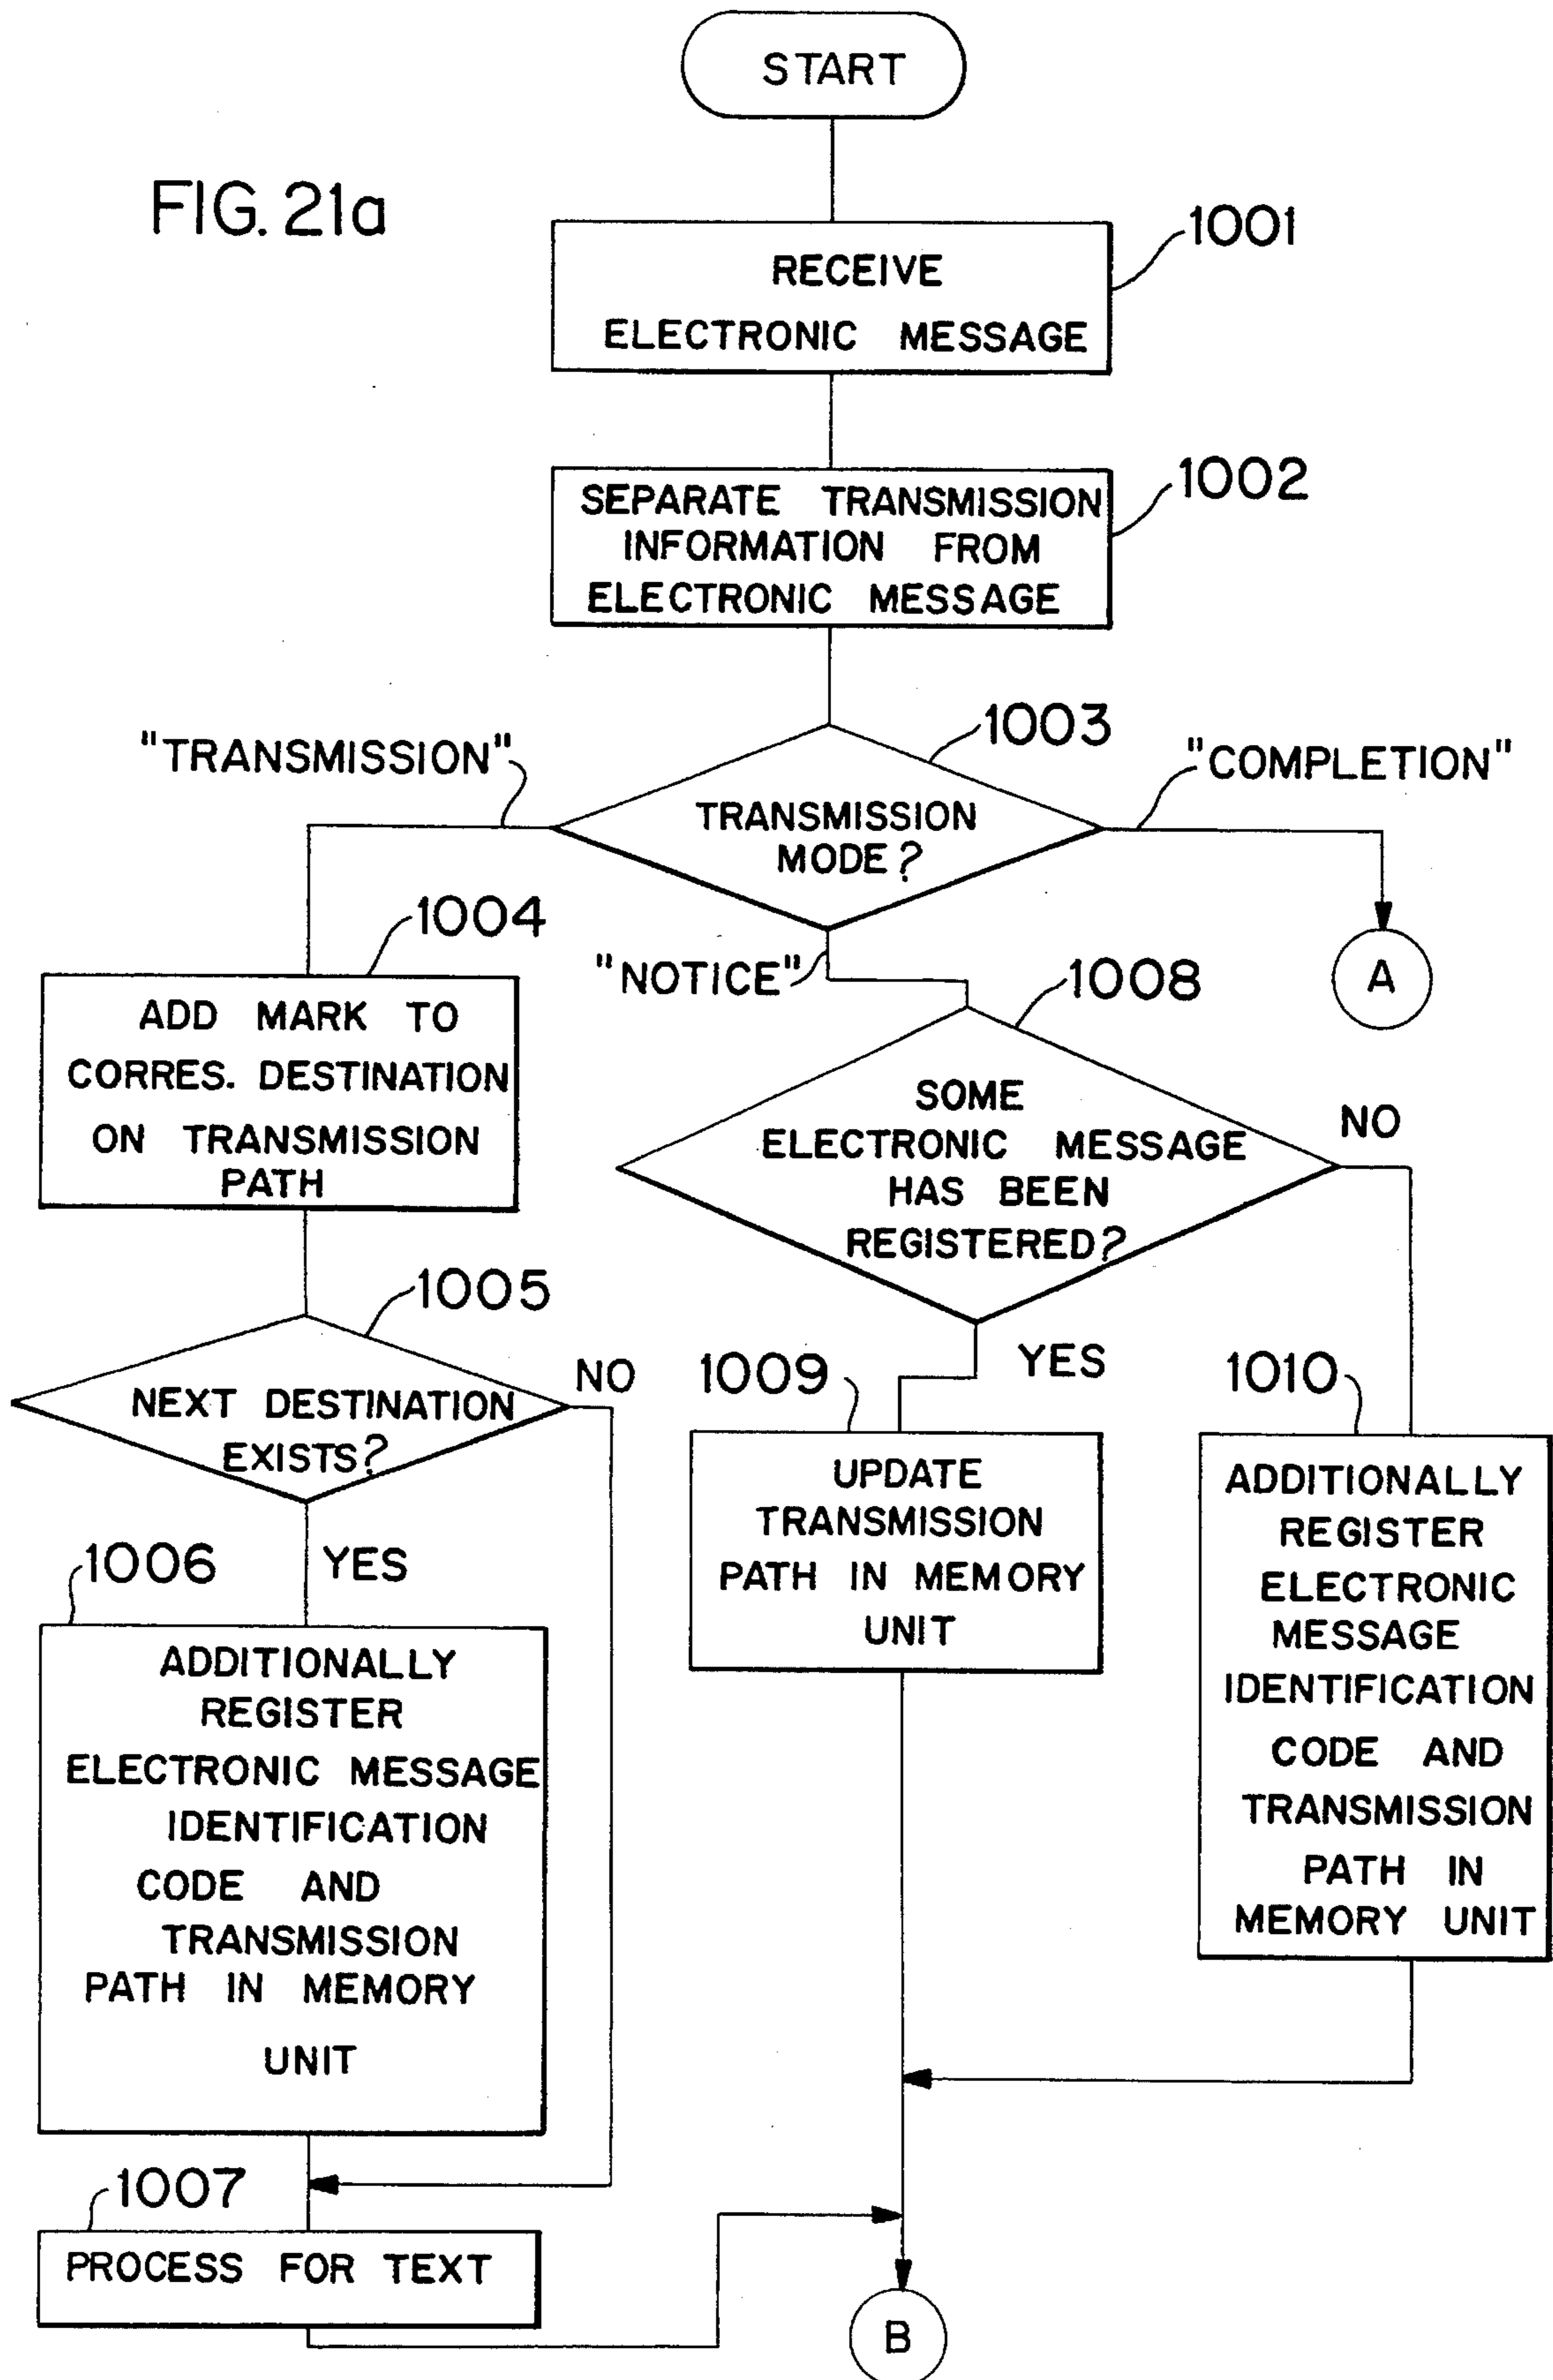 START
FIG. 21a
1001
RECEIVE
ELECTRONIC MESSAGE
1002
SEPARATE TRANSMISSION
INFORMATION FROM
ELECTRONIC MESSAGE
1003
"TRANSMISSION"
"COMPLETION"
TRANSMISSION
MODE?
1004
"NOTICE"
1008
A
ADD MARK TO
CORRES. DESTINATION
ON TRANSMISSION
PATH
SOME
ELECTRONIC MESSAGE
HAS BEEN
REGISTERED?
NO
1005
NEXT DESTINATION
EXISTS?
NO
YES
1009
1010
UPDATE
TRANSMISSION
PATH IN MEMORY
UNIT
ADDITIONALLY
REGISTER
ELECTRONIC
MESSAGE
IDENTIFICATION
CODE AND
TRANSMISSION
PATH IN
MEMORY UNIT
1006
YES
ADDITIONALLY
REGISTER
ELECTRONIC MESSAGE
IDENTIFICATION
CODE AND
TRANSMISSION
PATH IN MEMORY
UNIT
1007
PROCESS FOR TEXT
B